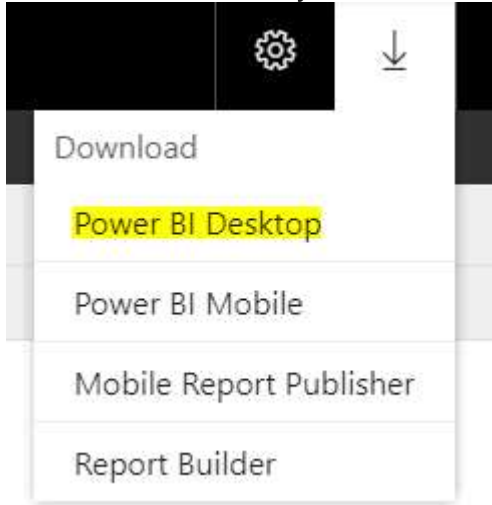 Download
Power BI Desktop
Power BI Mobile
Mobile Report Publisher
Report Builder